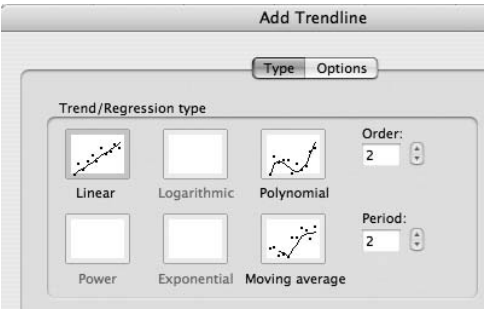 Add Trendline
Type Options
Trend/Regression type
Order:
2
Linear Logarithmic Polynomial
Period:
2
Power Exponential Moving average